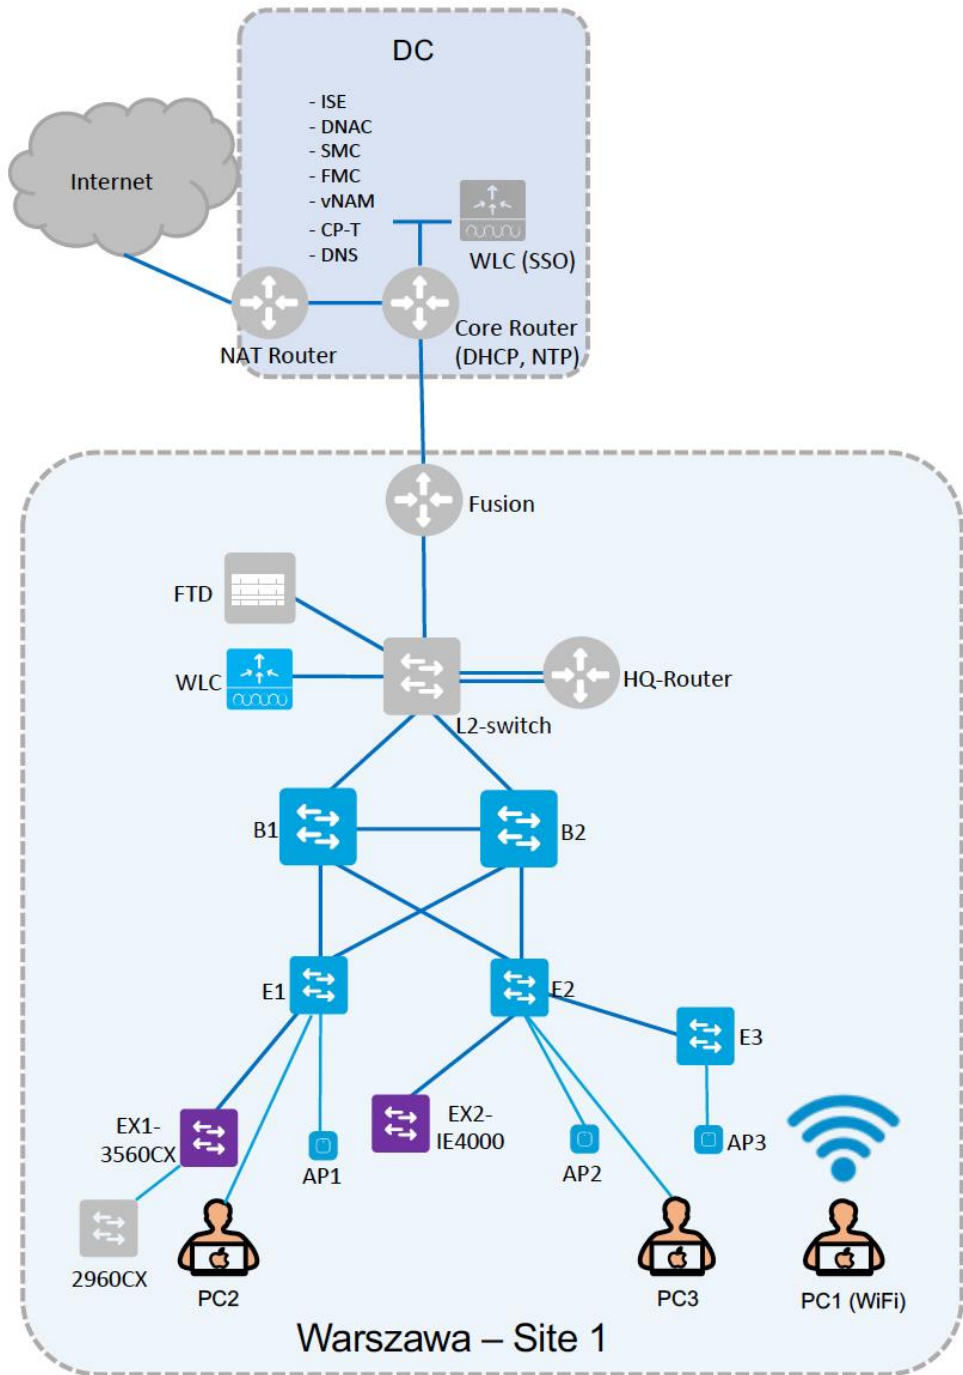 DC
- ISE
- DNAC
- SMC
- FMC
- vNAM
- CP-T
- DNS
Internet
WLC (SSO)
NAT Router
Core Router
(DHCP, NTP)
Fusion
FTD
WLC
HQ-Router
L2-switch
B1
B2
E1
E2
E3
EX1-
3560CX
EX2-
IE4000
AP1
AP2
AP3
2960CX
PC2
PC3
PC1 (WiFi)
Warszawa – Site 1